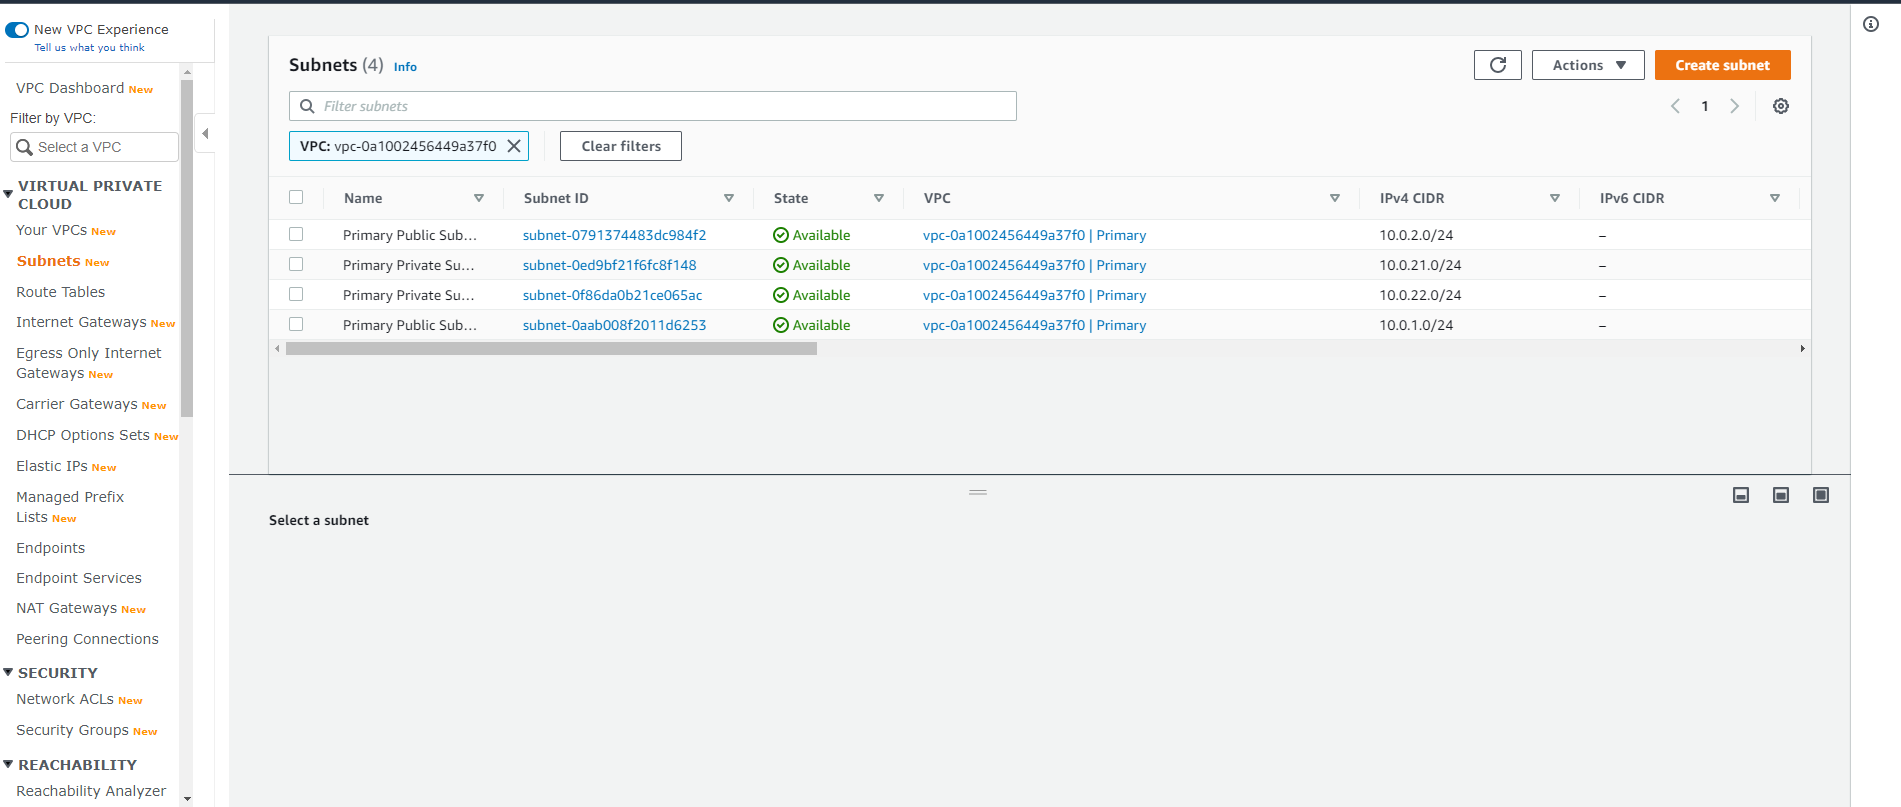 New VPC Experience
Tell us what you think
VPC Dashboard New
Filter by VPC:
Select a VPC
VIRTUAL PRIVATE
CLOUD
Your VPCs New
Subnets New
Route Tables
Internet Gateways New
Egress Only Internet
Gateways New
Carrier Gateways New
DHCP Options Sets New
Elastic IPs New
Managed Prefix
Lists New
Endpoints
Endpoint Services
NAT Gateways New
Peering Connections
SECURITY
Network ACLs New
Security Groups New
REACHABILITY
Reachability Analyzer
Subnets (4) Info
Actions
Create subnet
Filter subnets
1
VPC: vpc-0a1002456449a37f0
Clear filters
Name Subnet ID State VPC IPv4 CIDR IPv6 CIDR
Primary Public Sub... subnet-0791374483dc984f2 Available vpc-0a1002456449a37f0 | Primary 10.0.2.0/24 –
Primary Private Su... subnet-0ed9bf21f6fc8f148 Available vpc-0a1002456449a37f0 | Primary 10.0.21.0/24 –
Primary Private Su... subnet-0f86da0b21ce065ac Available vpc-0a1002456449a37f0 | Primary 10.0.22.0/24 –
Primary Public Sub... subnet-0aab008f2011d6253 Available vpc-0a1002456449a37f0 | Primary 10.0.1.0/24 –
Select a subnet